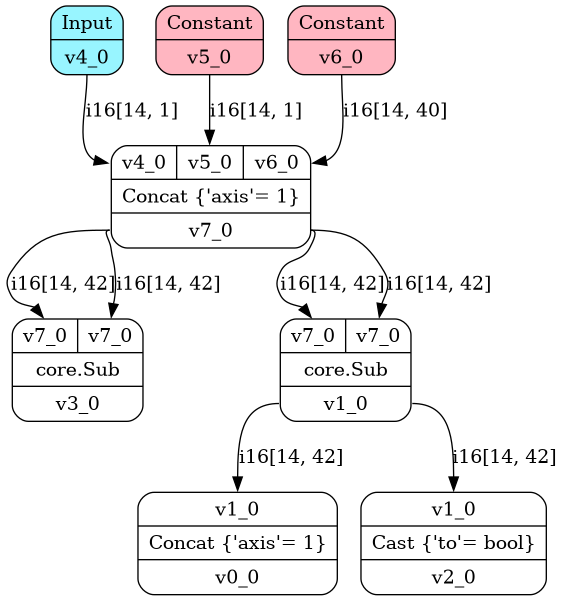 Input
v4_0
Constant
v5_0
Constant
v6_0
i16[14, 1]
i16[14, 1]
i16[14, 40]
v4_0 v5_0 v6_0
Concat {'axis'= 1}
v7_0
i16[14, 42]
i16[14, 42]
i16[14, 42]
i16[14, 42]
v7_0 v7_0
core.Sub
v3_0
v7_0 v7_0
core.Sub
v1_0
i16[14, 42]
i16[14, 42]
v1_0
Concat {'axis'= 1}
v0_0
v1_0
Cast {'to'= bool}
v2_0